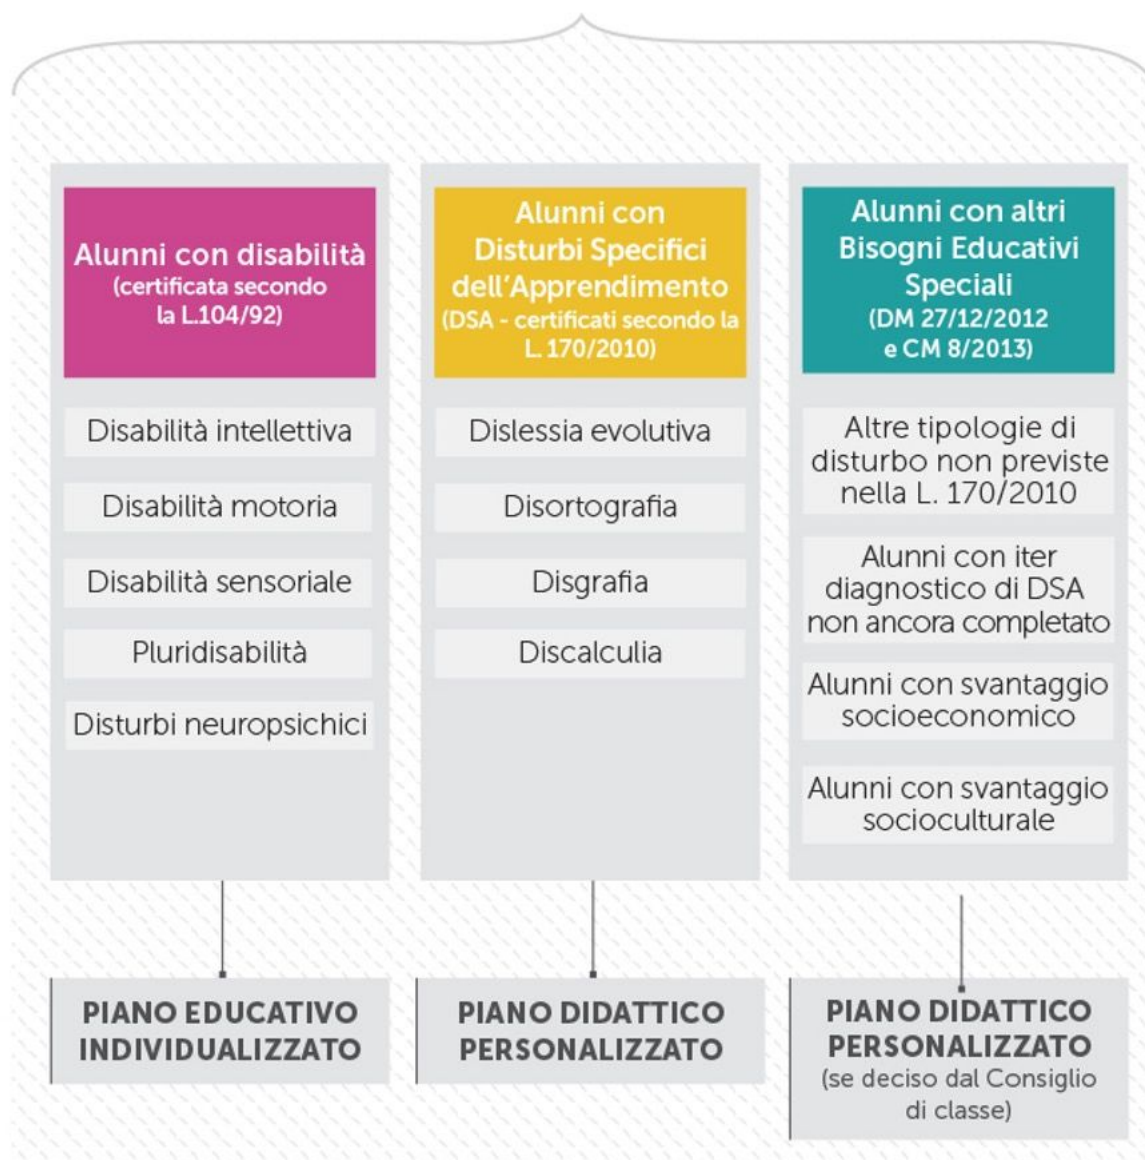 Alunni con disabilità
(certificata secondo
la L.104/92)
Disabilità intellettiva
Disabilità motoria
Disabilità sensoriale
Pluridisabilità
Disturbi neuropsichici
PIANO EDUCATIVO
INDIVIDUALIZZATO
Alunni con
Disturbi Specifici
dell'Apprendimento
(DSA - certificati secondo la
L. 170/2010)
Dislessia evolutiva
Disortografia
Disgrafia
Discalculia
PIANO DIDATTICO
PERSONALIZZATO
Alunni con altri
Bisogni Educativi
Speciali
(DM 27/12/2012
e CM 8/2013)
Altre tipologie di
disturbo non previste
nella L. 170/2010
Alunni con iter
diagnostico di DSA
non ancora completato
Alunni con svantaggio
socioeconomico
Alunni con svantaggio
socioculturale
PIANO DIDATTICO
PERSONALIZZATO
(se deciso dal Consiglio
di classe)